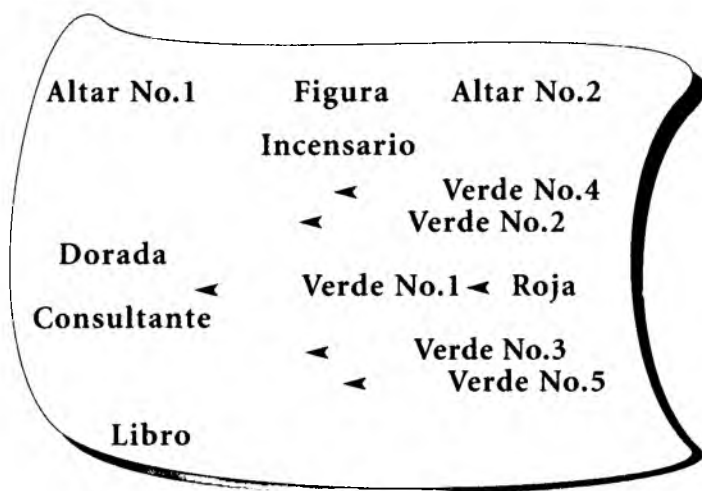 Altar No.1 Figura Altar No.2
Incensario
Verde No.4
Verde No.2
Dorada
Verde No.1 Roja
Consultante
Verde No.3
Verde No.5
Libro